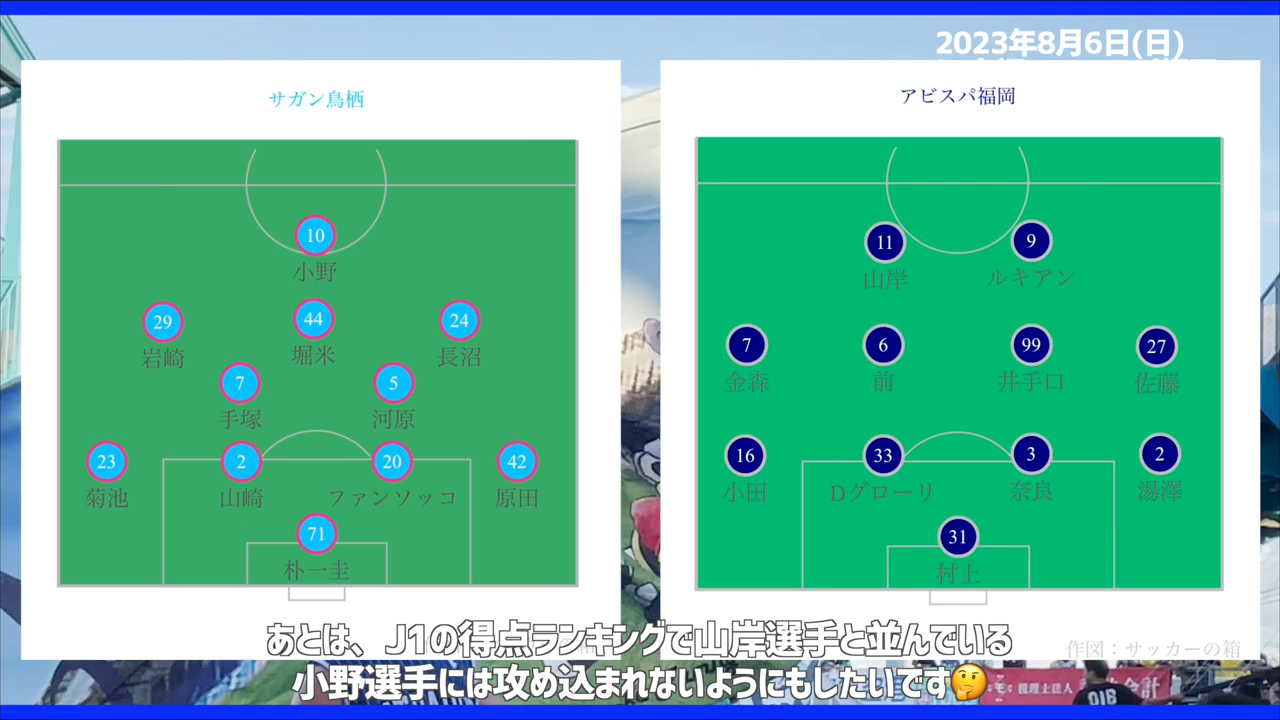 2023年8月6日(日)
サガン鳥栖
アビスパ福岡
10
小野
11
山岸
9
ルキアン
29
岩崎
44
堀米
24
長沼
7
金森
6
前
99
井手口
27
佐藤
7
手塚
5
河原
23
菊池
2
山崎
20
ファンソッコ
42
原田
16
小田
33
Dグローリ
3
奈良
2
湯澤
71
朴一圭
31
村上
作図：サッカーの箱
あとは、J1の得点ランキングで山岸選手と並んでいる
小野選手には攻め込まれないようにもしたいです🤔
税理士法人